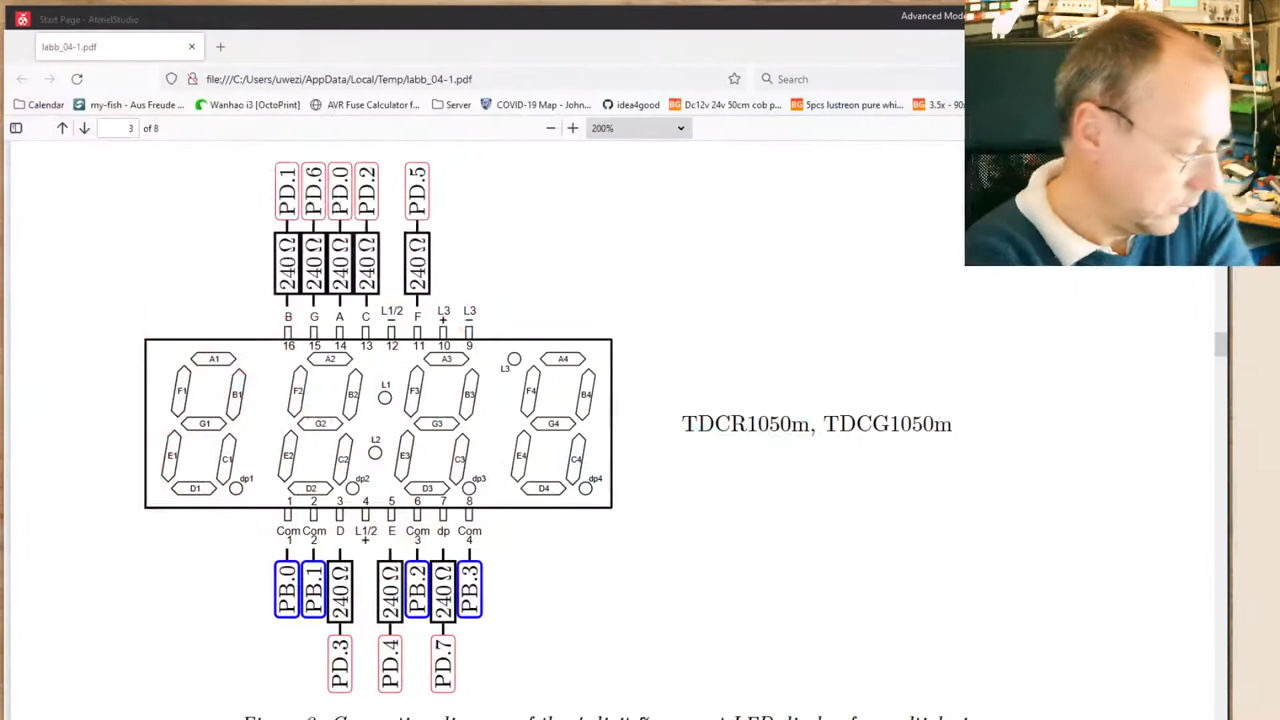 Start Page - AtmelStudio
Advanced Mode
labb_04-1.pdf
file:///C:/Users/uwezi/AppData/Local/Temp/labb_04-1.pdf
Search
Calendar
my-fish - Aus Freude ...
Wanhao i3 [OctoPrint]
AVR Fuse Calculator f...
Server
COVID-19 Map - John...
idea4good
Dc12v 24v 50cm cob p...
5pcs lustreon pure whi...
3.5x - 90x
3 of 8
200%
PD.1 PD.6 PD.0 PD.2 PD.5
240Ω 240Ω 240Ω 240Ω 240Ω
B G A C L1/2 − F L3 + L3 −
16 15 14 13 12 11 10 9
A1 A2 A3 L3 A4
F1 B1 F2 B2 L1 F3 B3 F4 B4
G1 G2 G3 G4
TDCR1050m, TDCG1050m
E1 C1 E2 C2 L2 E3 C3 E4 C4
dp1 dp2 dp3 dp4
D1 D2 D3 D4
1 2 3 4 5 6 7 8
Com 1 Com 2 D L1/2 + E Com 3 dp Com 4
PB.0 PB.1 240Ω 240Ω PB.2 240Ω PB.3
PD.3 PD.4 PD.7